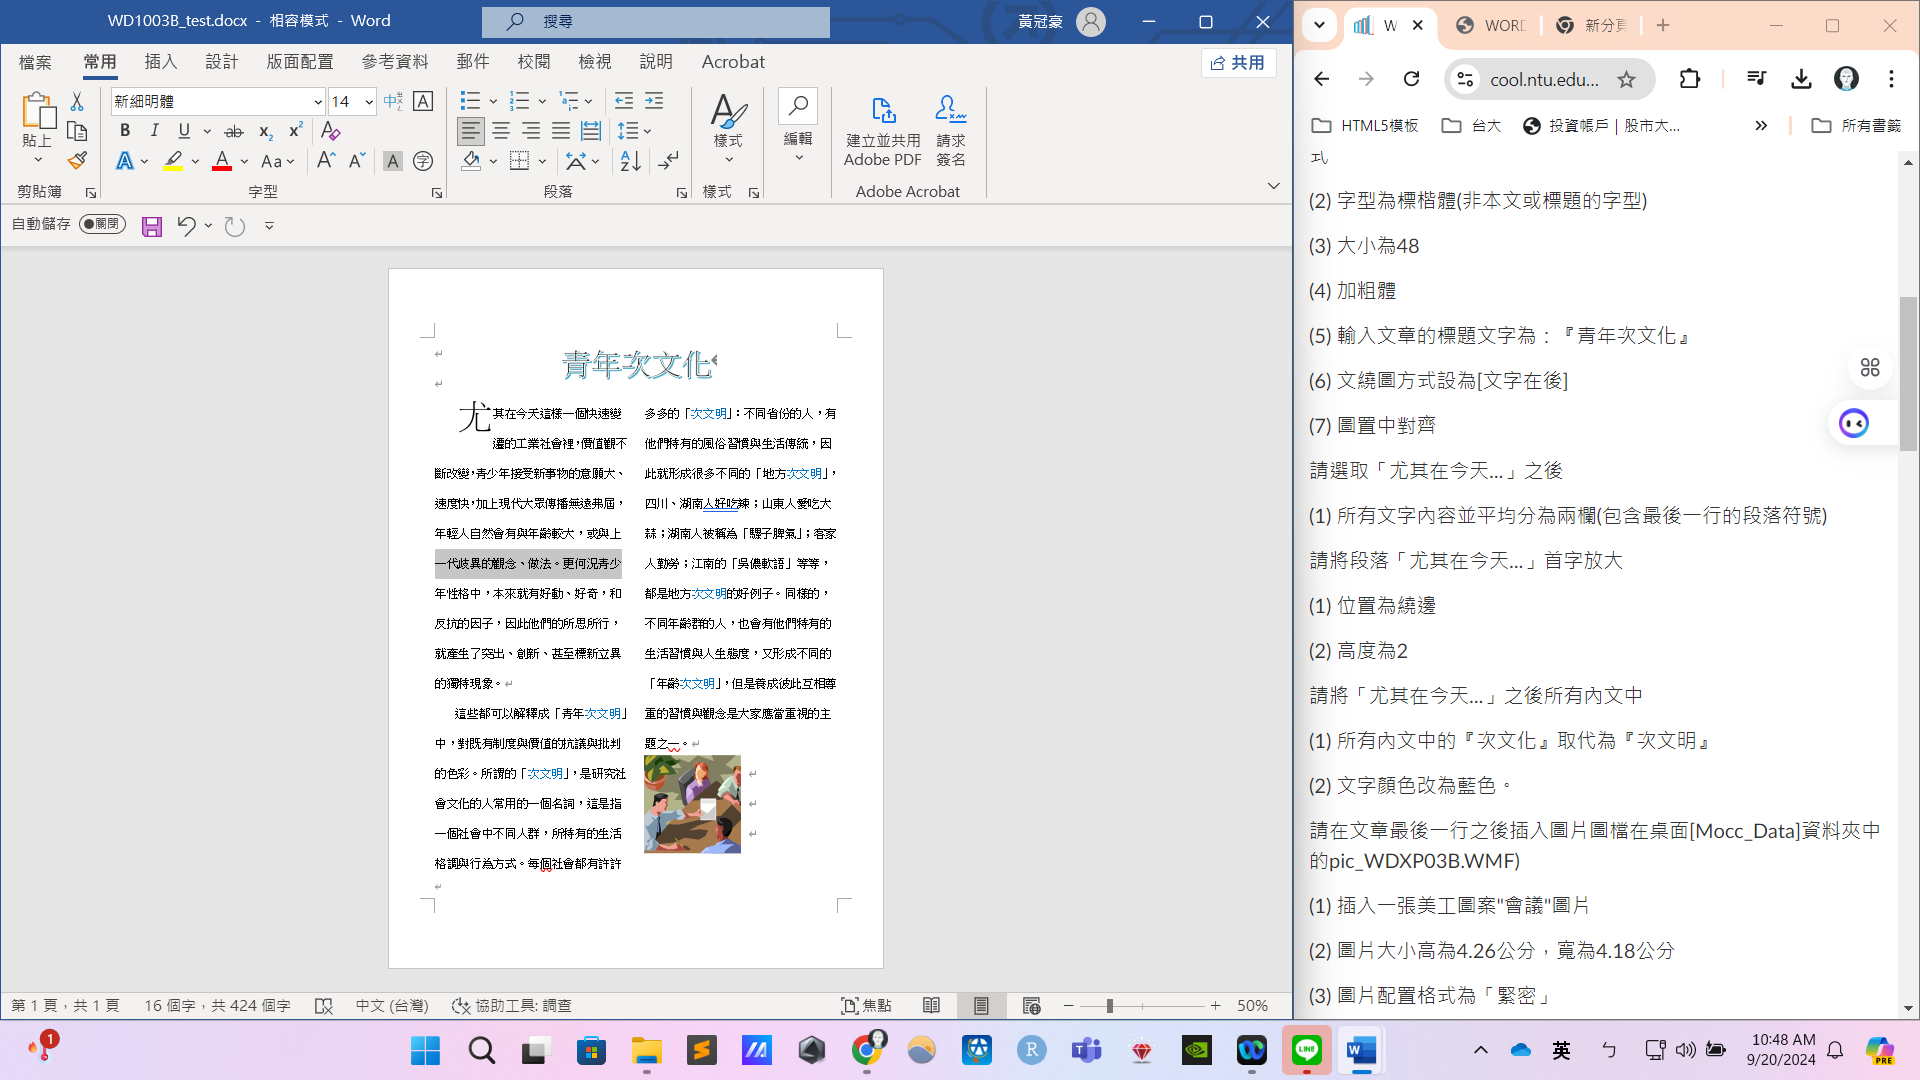 WD1003B_test.docx - 相容模式 - Word
搜尋
黃冠豪
檔案 常用 插入 設計 版面配置 參考資料 郵件 校閱 檢視 說明 Acrobat
共用
新細明體 14
貼上
樣式
編輯
建立並共用
Adobe PDF
請求
簽名
剪貼簿 字型 段落 樣式 Adobe Acrobat
自動儲存 關閉
青年次文化
尤其在今天這樣一個快速變
遷的工業社會裡，價值觀不
斷改變，青少年接受新事物的意願大、
速度快，加上現代大眾傳播無遠弗屆，
年輕人自然會有與年齡較大，或與上
一代歧異的觀念、做法。更何況青少
年性格中，本來就有好動、好奇，和
反抗的因子，因此他們的所思所行，
就產生了突出、創新、甚至標新立異
的獨特現象。
這些都可以解釋成「青年次文明」
中，對既有制度與價值的抗議與批判
的色彩。所謂的「次文明」，是研究社
會文化的人常用的一個名詞，這是指
一個社會中不同人群，所特有的生活
格調與行為方式。每個社會都有許許
多多的「次文明」：不同省份的人，有
他們特有的風俗習慣與生活傳統，因
此就形成很多不同的「地方次文明」，
四川、湖南人好吃辣；山東人愛吃大
蒜；湖南人被稱為「騾子脾氣」；客家
人勤勞；江南的「吳儂軟語」等等，
都是地方次文明的好例子。同樣的，
不同年齡群的人，也會有他們特有的
生活習慣與人生態度，又形成不同的
「年齡次文明」，但是養成彼此互相尊
重的習慣與觀念是大家應當重視的主
題之一。
第 1 頁，共 1 頁 16 個字，共 424 個字 中文 (台灣) 協助工具: 調查 焦點 50%
W WORD 新分頁
cool.ntu.edu...
HTML5模板 台大 投資帳戶 | 股市大... 所有書籤
式
(2) 字型為標楷體(非本文或標題的字型)
(3) 大小為48
(4) 加粗體
(5) 輸入文章的標題文字為：『青年次文化』
(6) 文繞圖方式設為[文字在後]
(7) 圖置中對齊
請選取「尤其在今天...」之後
(1) 所有文字內容並平均分為兩欄(包含最後一行的段落符號)
請將段落「尤其在今天...」首字放大
(1) 位置為繞邊
(2) 高度為2
請將「尤其在今天...」之後所有內文中
(1) 所有內文中的『次文化』取代為『次文明』
(2) 文字顏色改為藍色。
請在文章最後一行之後插入圖片圖檔在桌面[Mocc_Data]資料夾中
的pic_WDXP03B.WMF)
(1) 插入一張美工圖案"會議"圖片
(2) 圖片大小高為4.26公分，寬為4.18公分
(3) 圖片配置格式為「緊密」
1
LINE
英
10:48 AM
9/20/2024
PRE